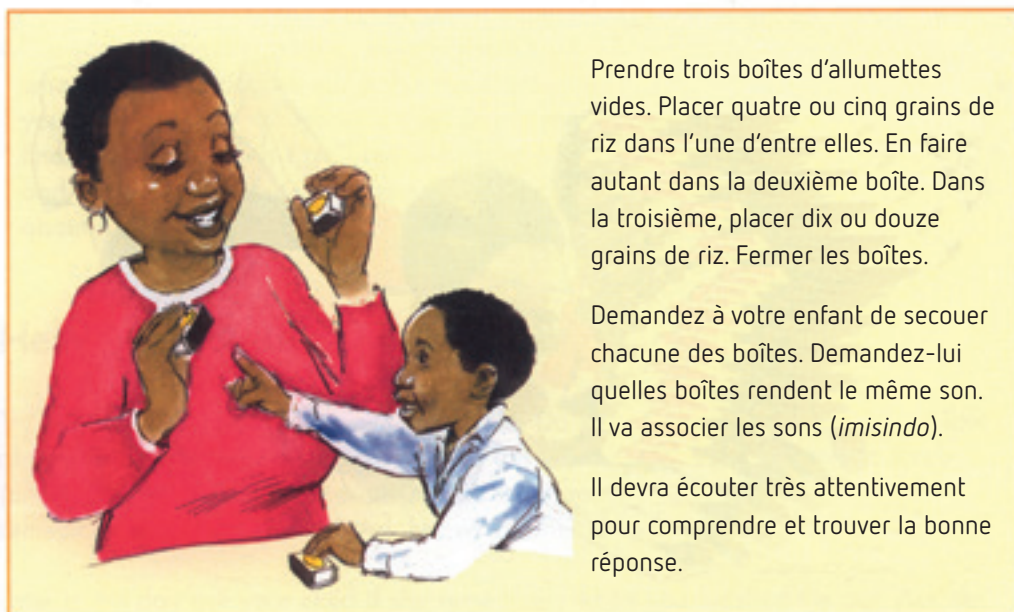 Prendre trois boîtes d'allumettes
vides. Placer quatre ou cinq grains de
riz dans l'une d'entre elles. En faire
autant dans la deuxième boîte. Dans
la troisième, placer dix ou douze
grains de riz. Fermer les boîtes.
Demandez à votre enfant de secouer
chacune des boîtes. Demandez-lui
quelles boîtes rendent le même son.
Il va associer les sons (imisindo).
Il devra écouter très attentivement
pour comprendre et trouver la bonne
réponse.